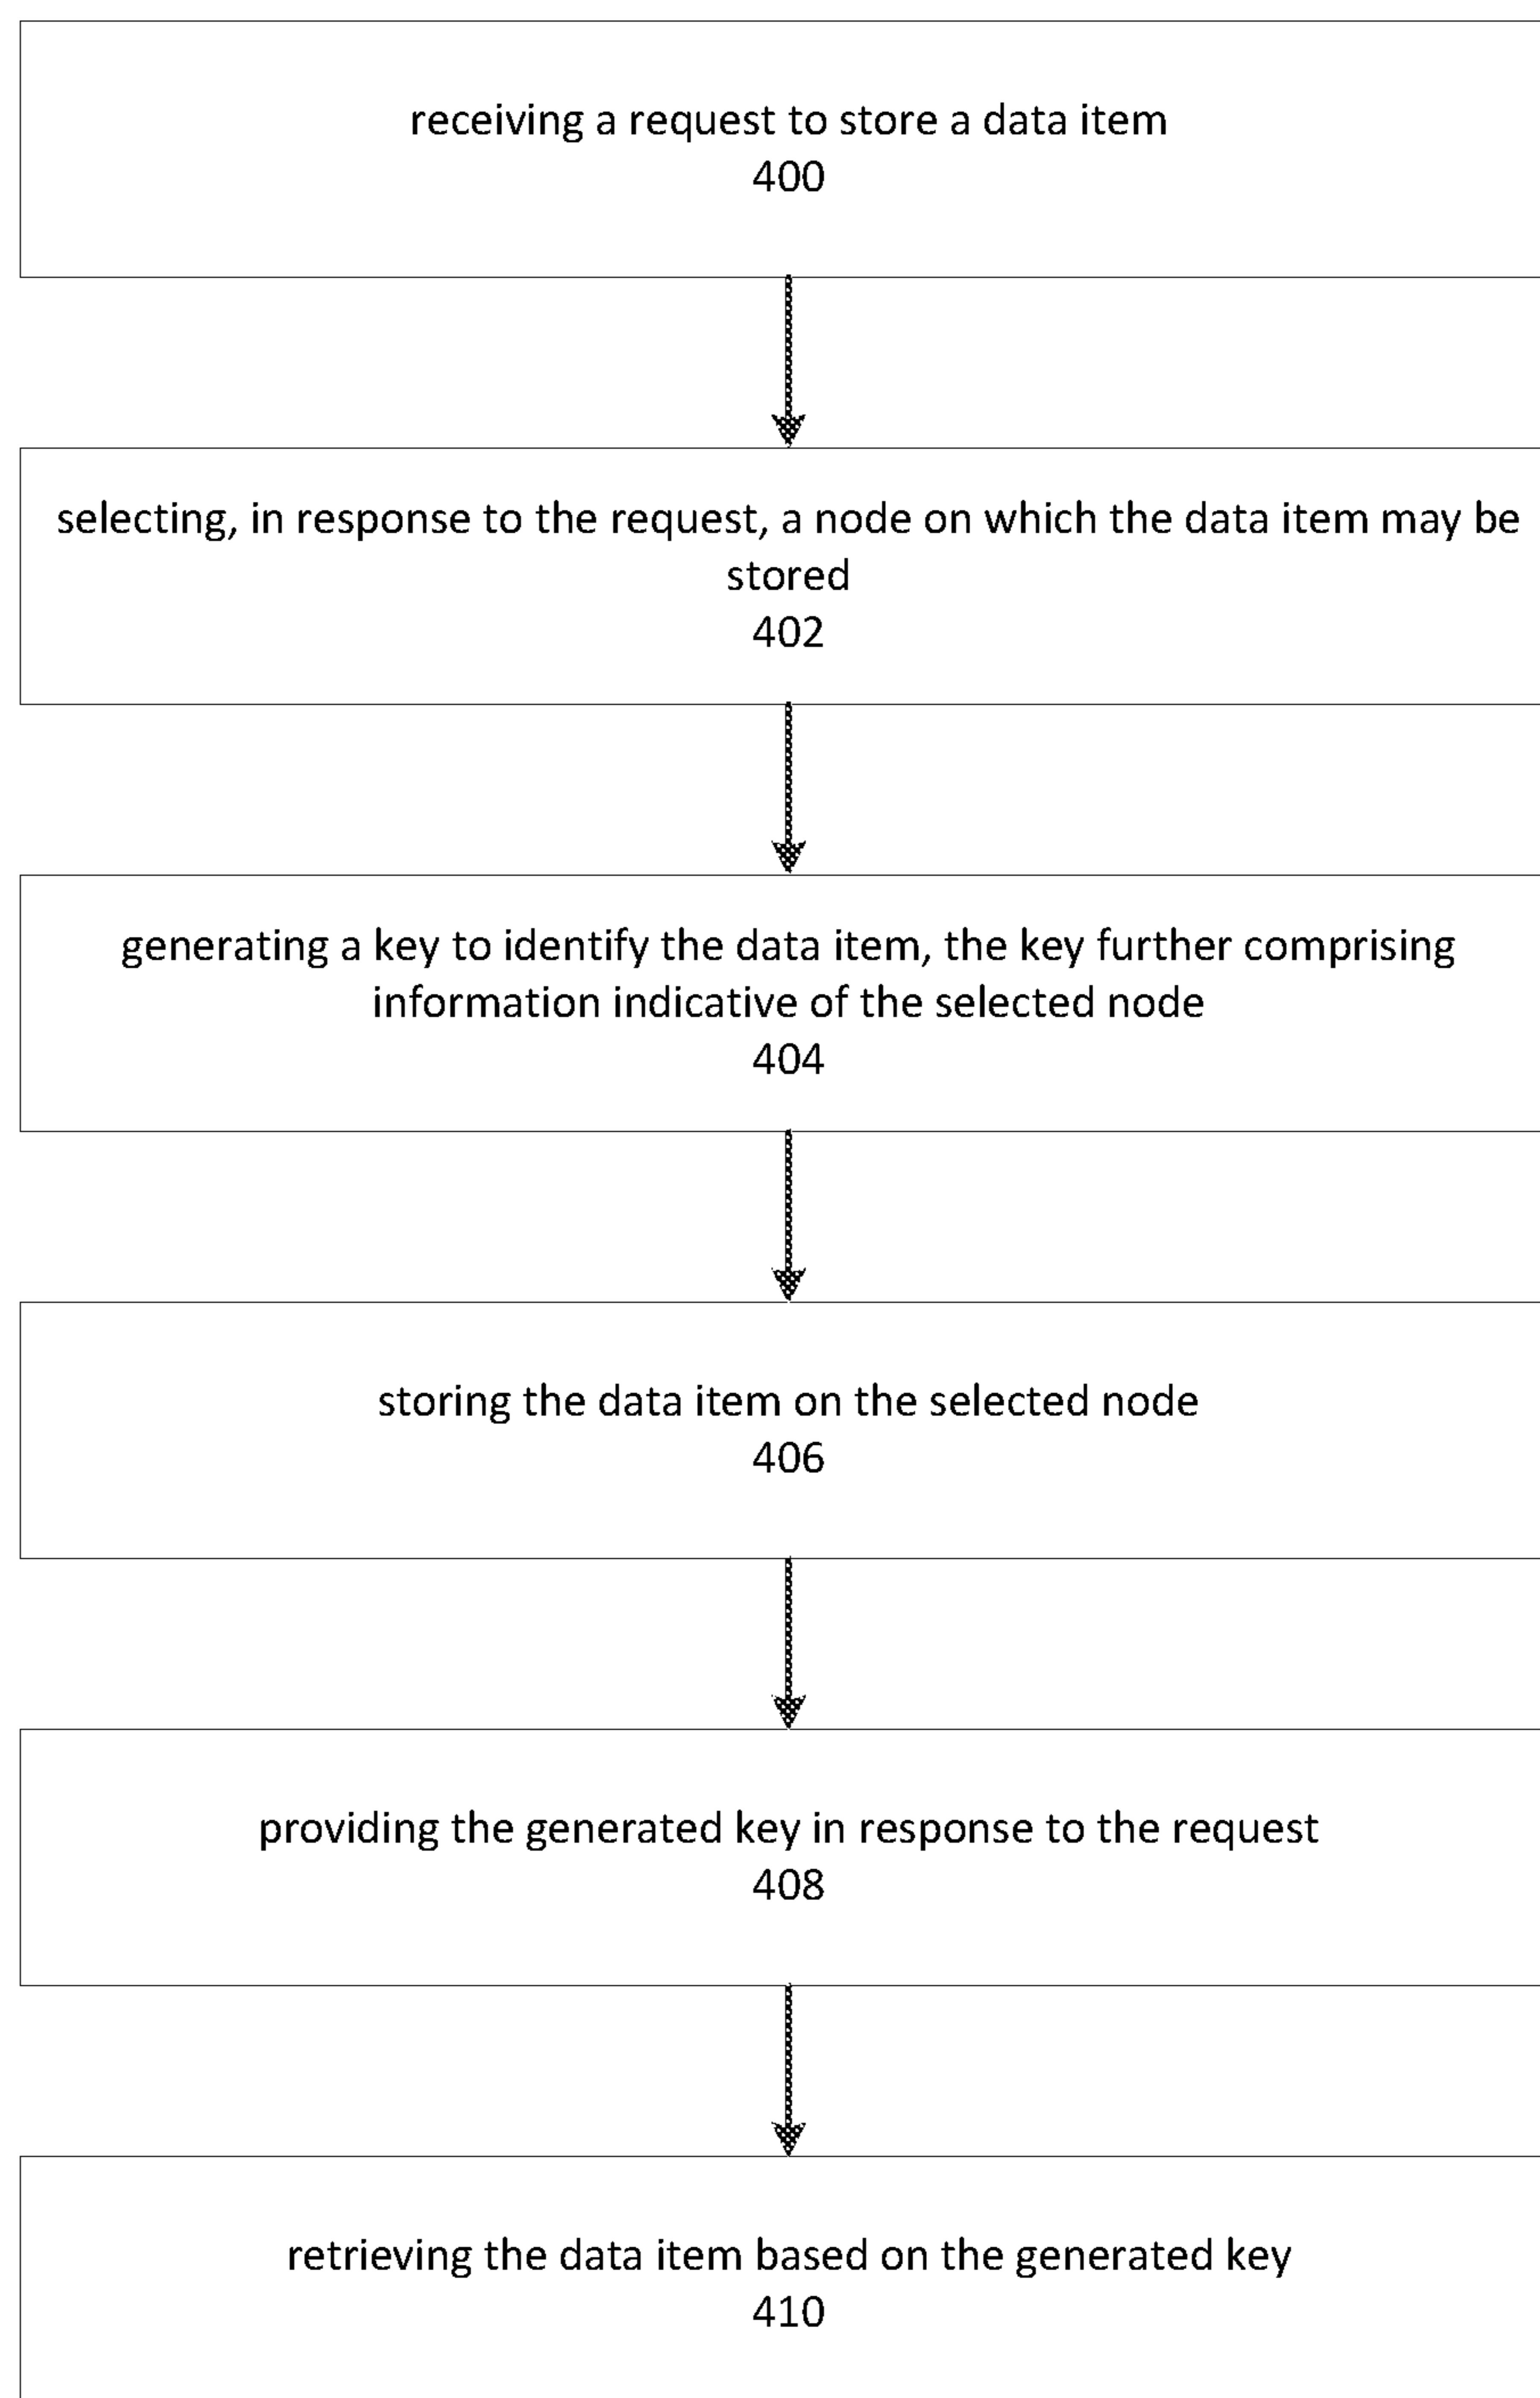 receiving a request to store a data item
400
selecting, in response to the request, a node on which the data item may be
stored
402
generating a key to identify the data item, the key further comprising
information indicative of the selected node
404
storing the data item on the selected node
406
providing the generated key in response to the request
408
retrieving the data item based on the generated key
410